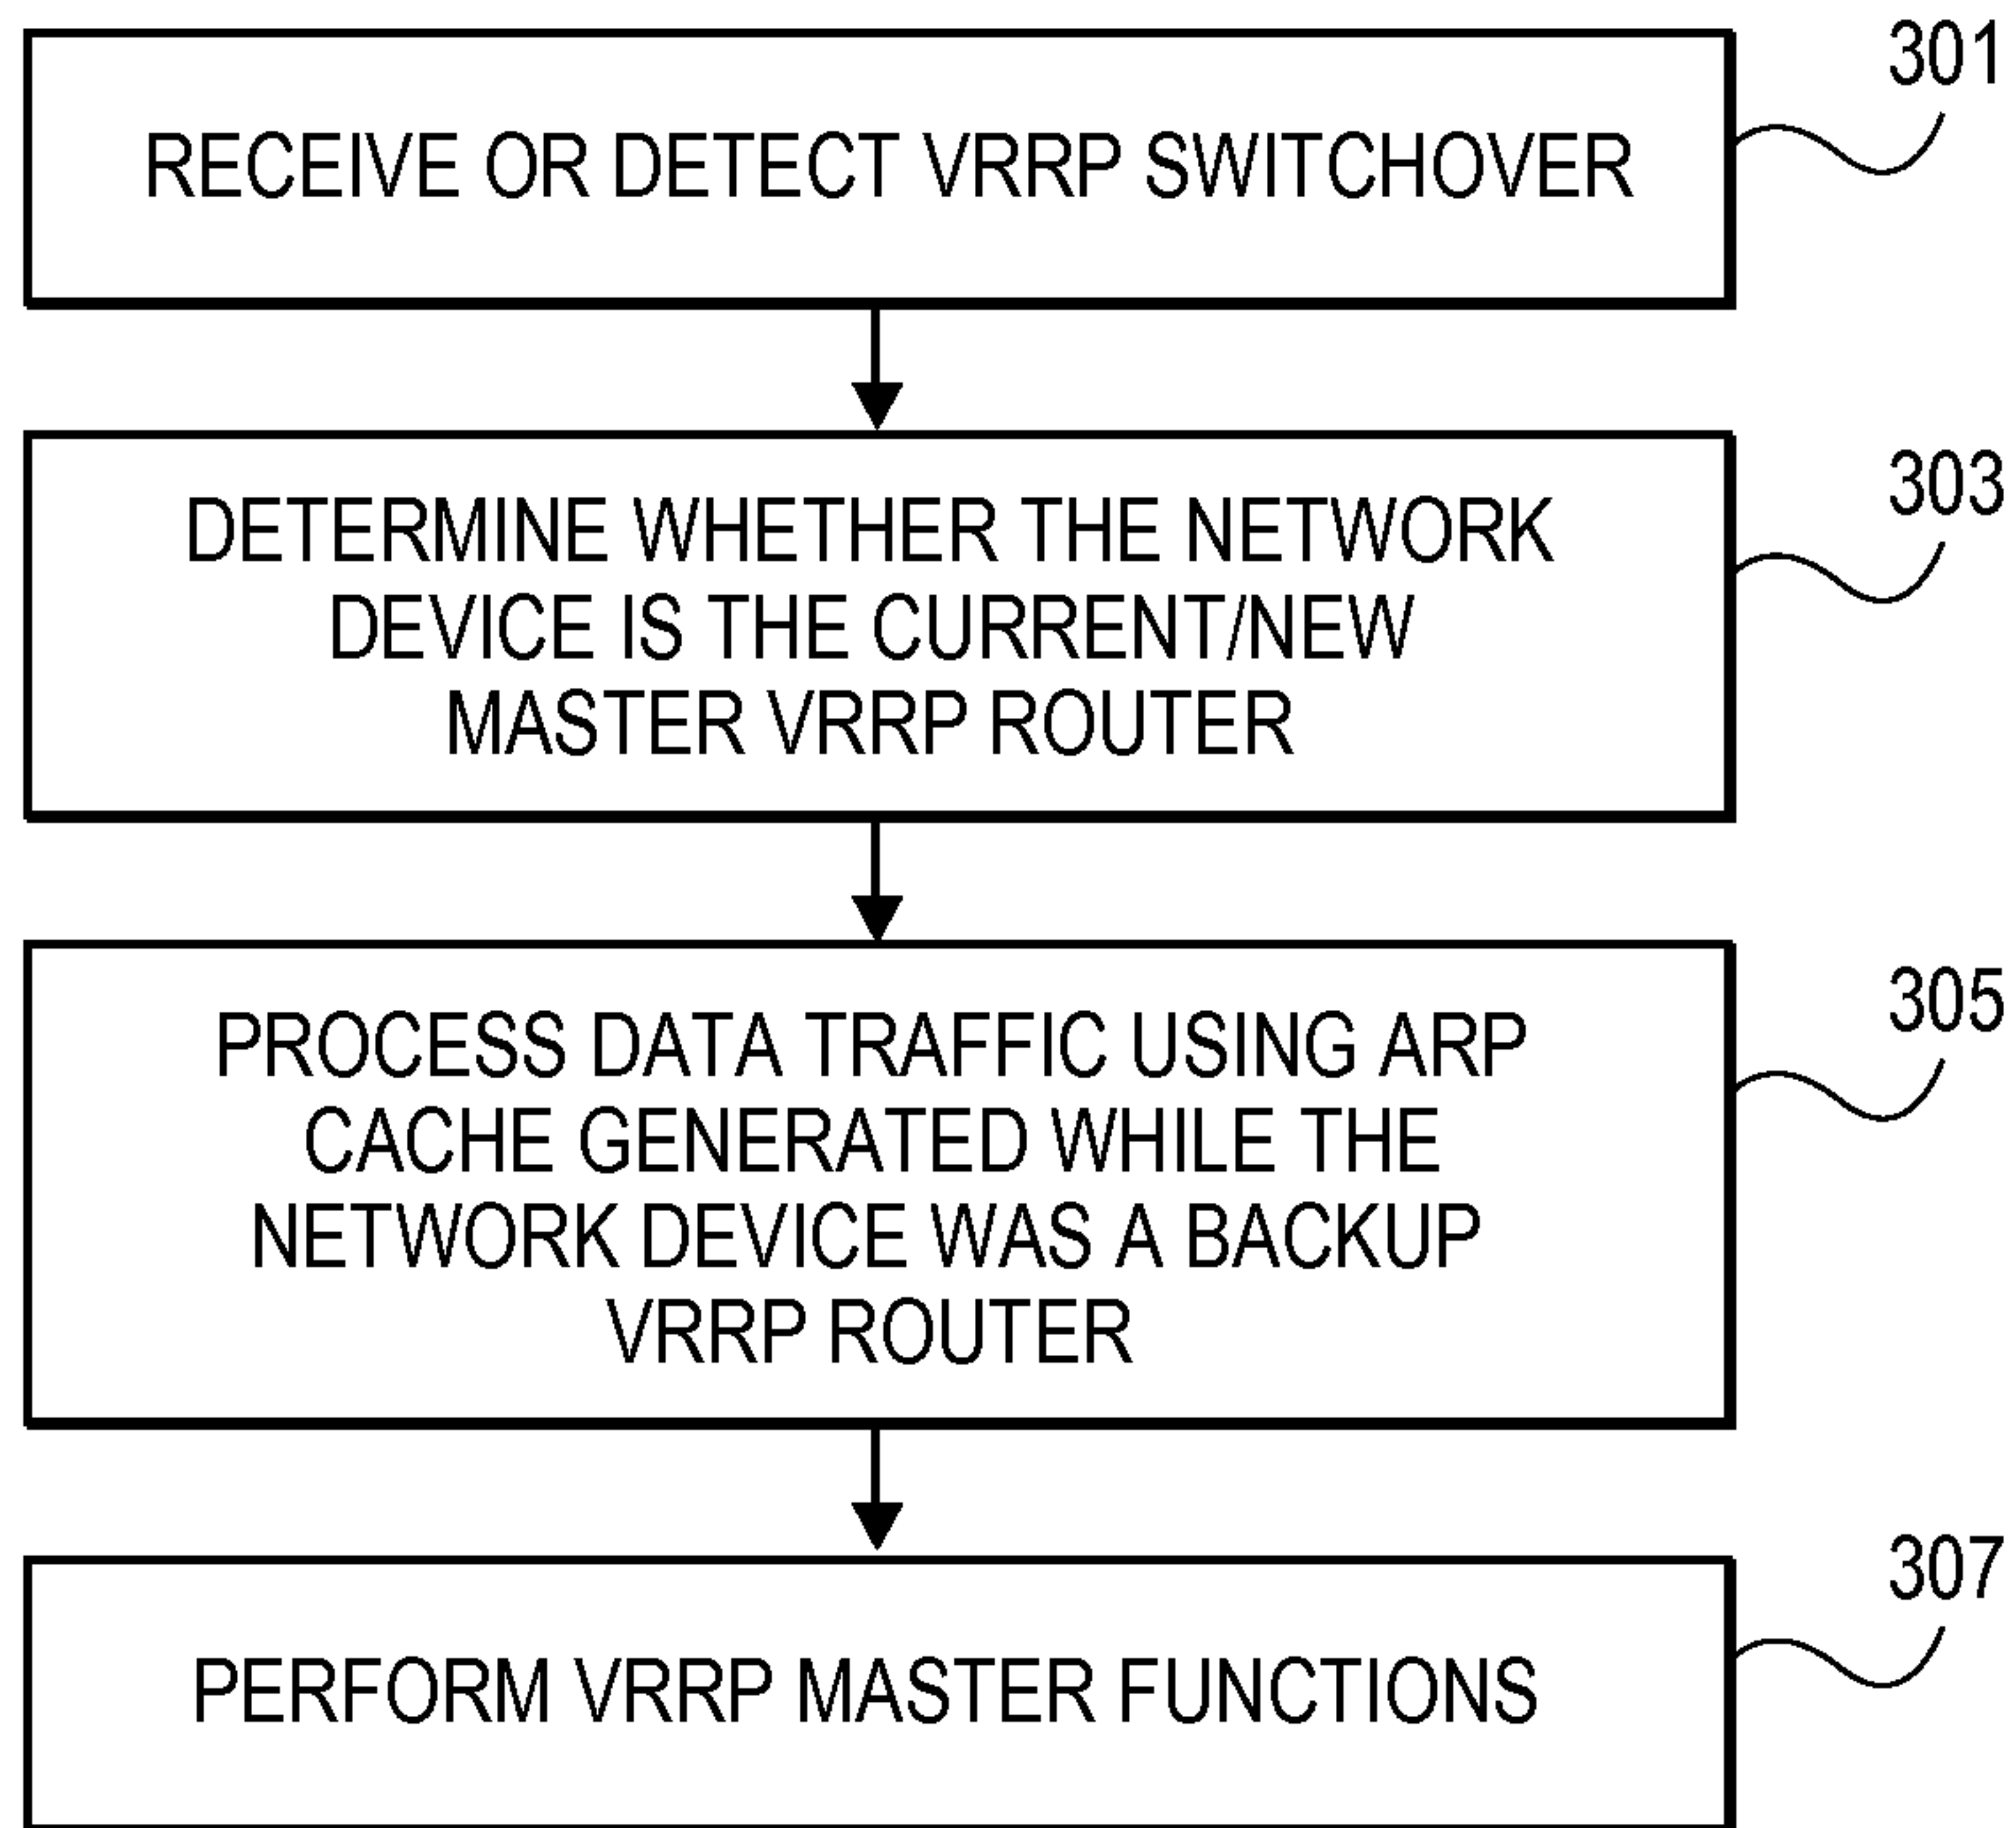 301
RECEIVE OR DETECT VRRP SWITCHOVER
303
DETERMINE WHETHER THE NETWORK
DEVICE IS THE CURRENT/NEW
MASTER VRRP ROUTER
305
PROCESS DATA TRAFFIC USING ARP
CACHE GENERATED WHILE THE
NETWORK DEVICE WAS A BACKUP
VRRP ROUTER
307
PERFORM VRRP MASTER FUNCTIONS